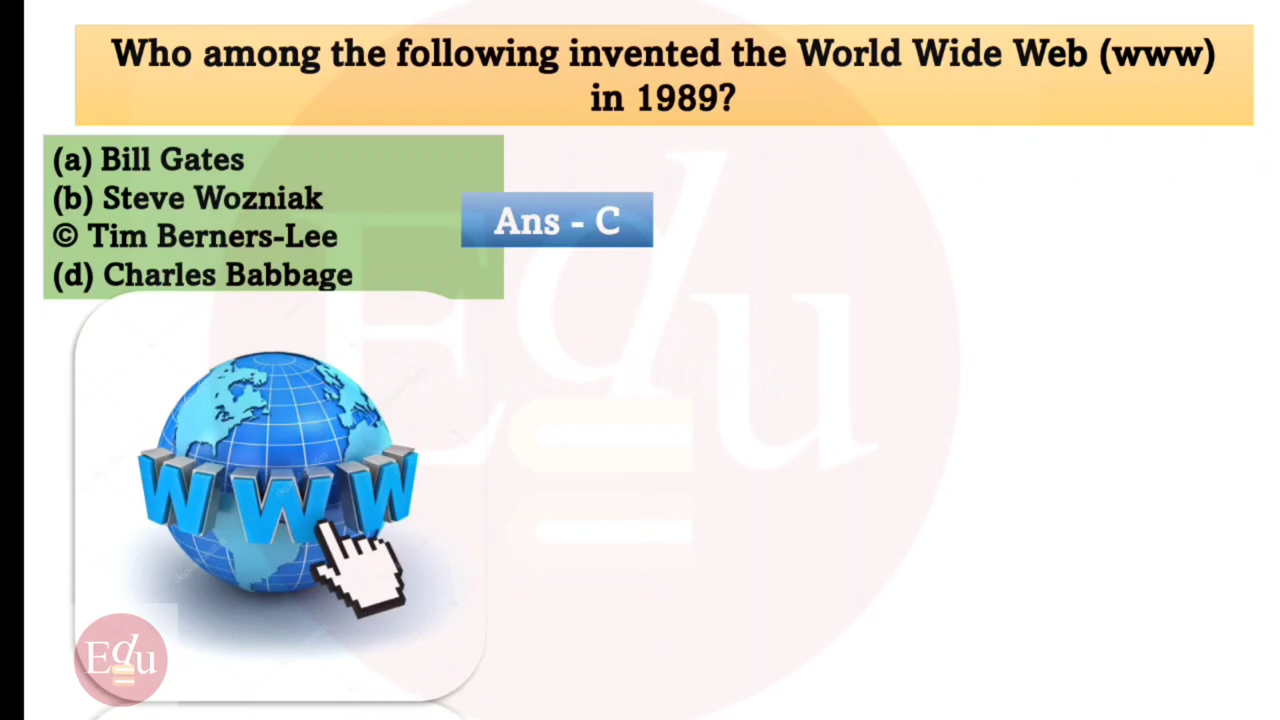 Who among the following invented the World Wide Web (www)
in 1989?
(a) Bill Gates
(b) Steve Wozniak
© Tim Berners-Lee
(d) Charles Babbage
Ans - C
Edu
WWW
Edu